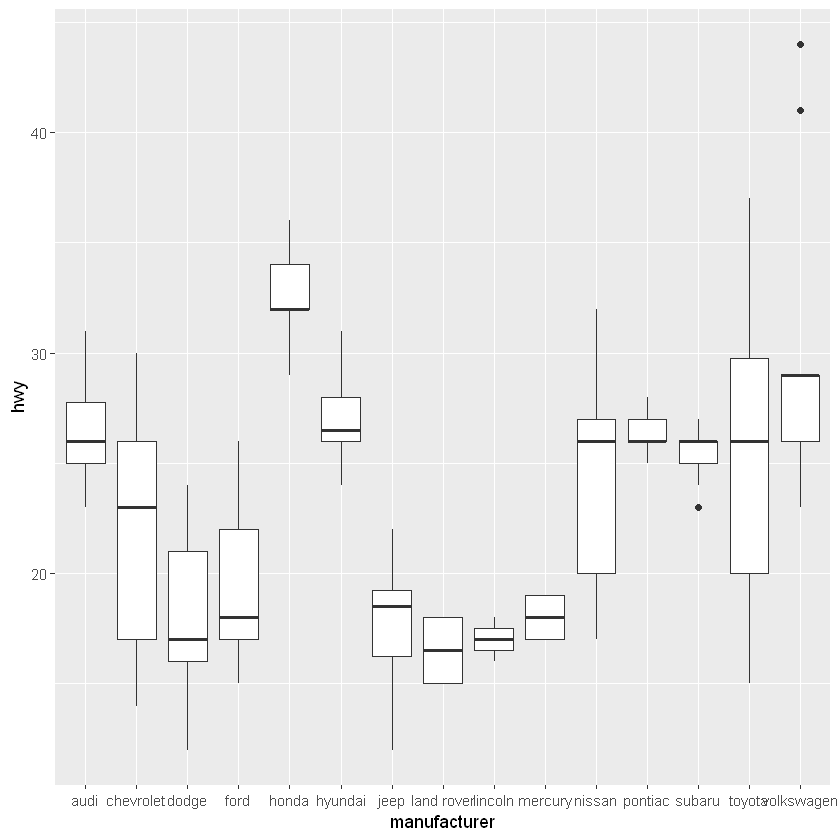 hwy
40
30
20
audi chevrolet dodge ford honda hyundai jeep land rover lincoln mercury nissan pontiac subaru toyota volkswagen
manufacturer